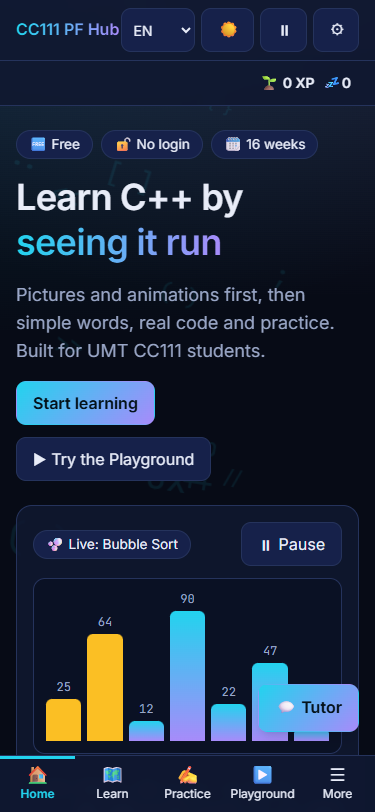 CC111 PF Hub EN
0 XP 0
Free No login 16 weeks
Learn C++ by
seeing it run
Pictures and animations first, then
simple words, real code and practice.
Built for UMT CC111 students.
Start learning
Try the Playground
Live: Bubble Sort Pause
90
64
47
25
22
12
Tutor
Home Learn Practice Playground More